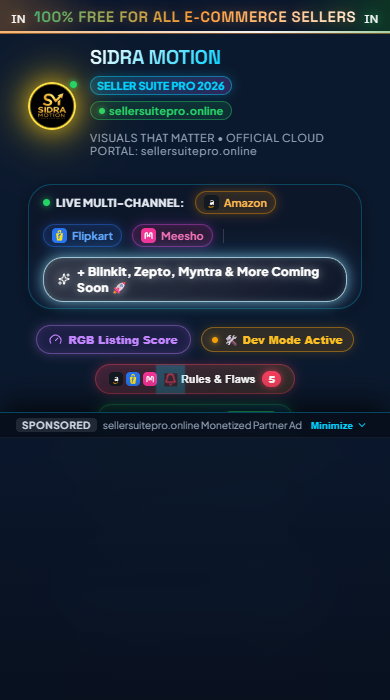 IN 100% FREE FOR ALL E-COMMERCE SELLERS IN
SIDRA MOTION
SELLER SUITE PRO 2026
sellersuitepro.online
SY
SIDRA
MOTION
VISUALS THAT MATTER • OFFICIAL CLOUD
PORTAL: sellersuitepro.online
LIVE MULTI-CHANNEL: a Amazon
Flipkart M Meesho
+ Blinkit, Zepto, Myntra & More Coming
Soon 🚀
RGB Listing Score 🛠️ Dev Mode Active
a M Rules & Flaws 5
SPONSORED sellersuitepro.online Monetized Partner Ad Minimize